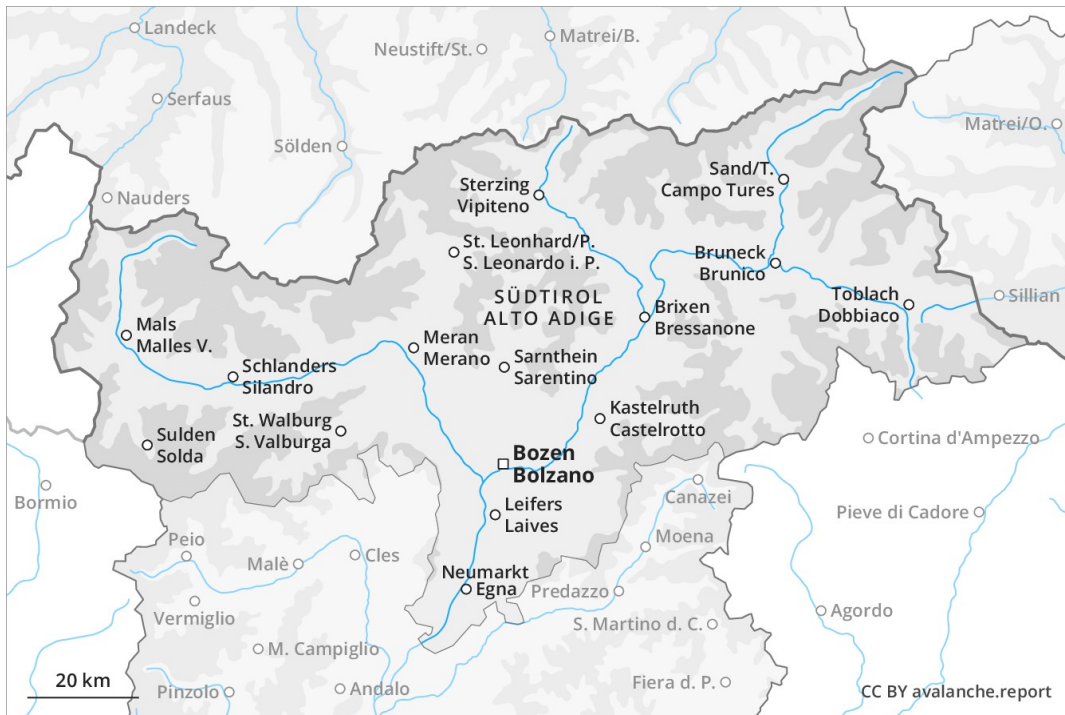 Landeck
Neustift/St.
Matrei/B.
Serfaus
Matrei/O.
Sölden
Nauders
Sand/T.
Campo Tures
Sterzing
Vipiteno
St. Leonhard/P.
S. Leonardo i. P.
Bruneck
Brunico
SÜDTIROL
ALTO ADIGE
Toblach
Dobbiaco
Sillian
Brixen
Bressanone
Mals
Malles V.
Meran
Merano
Sarnthein
Sarentino
Schlanders
Silandro
Kastelruth
Castelrotto
St. Walburg
S. Valburga
Sulden
Solda
Cortina d'Ampezzo
Bozen
Bolzano
Bormio
Canazei
Leifers
Laives
Pieve di Cadore
Moena
Peio
Malè
Cles
Neumarkt
Egna
Predazzo
Vermiglio
Agordo
S. Martino d. C.
M. Campiglio
20 km
Pinzolo
Andalo
Fiera d. P.
CC BY avalanche.report